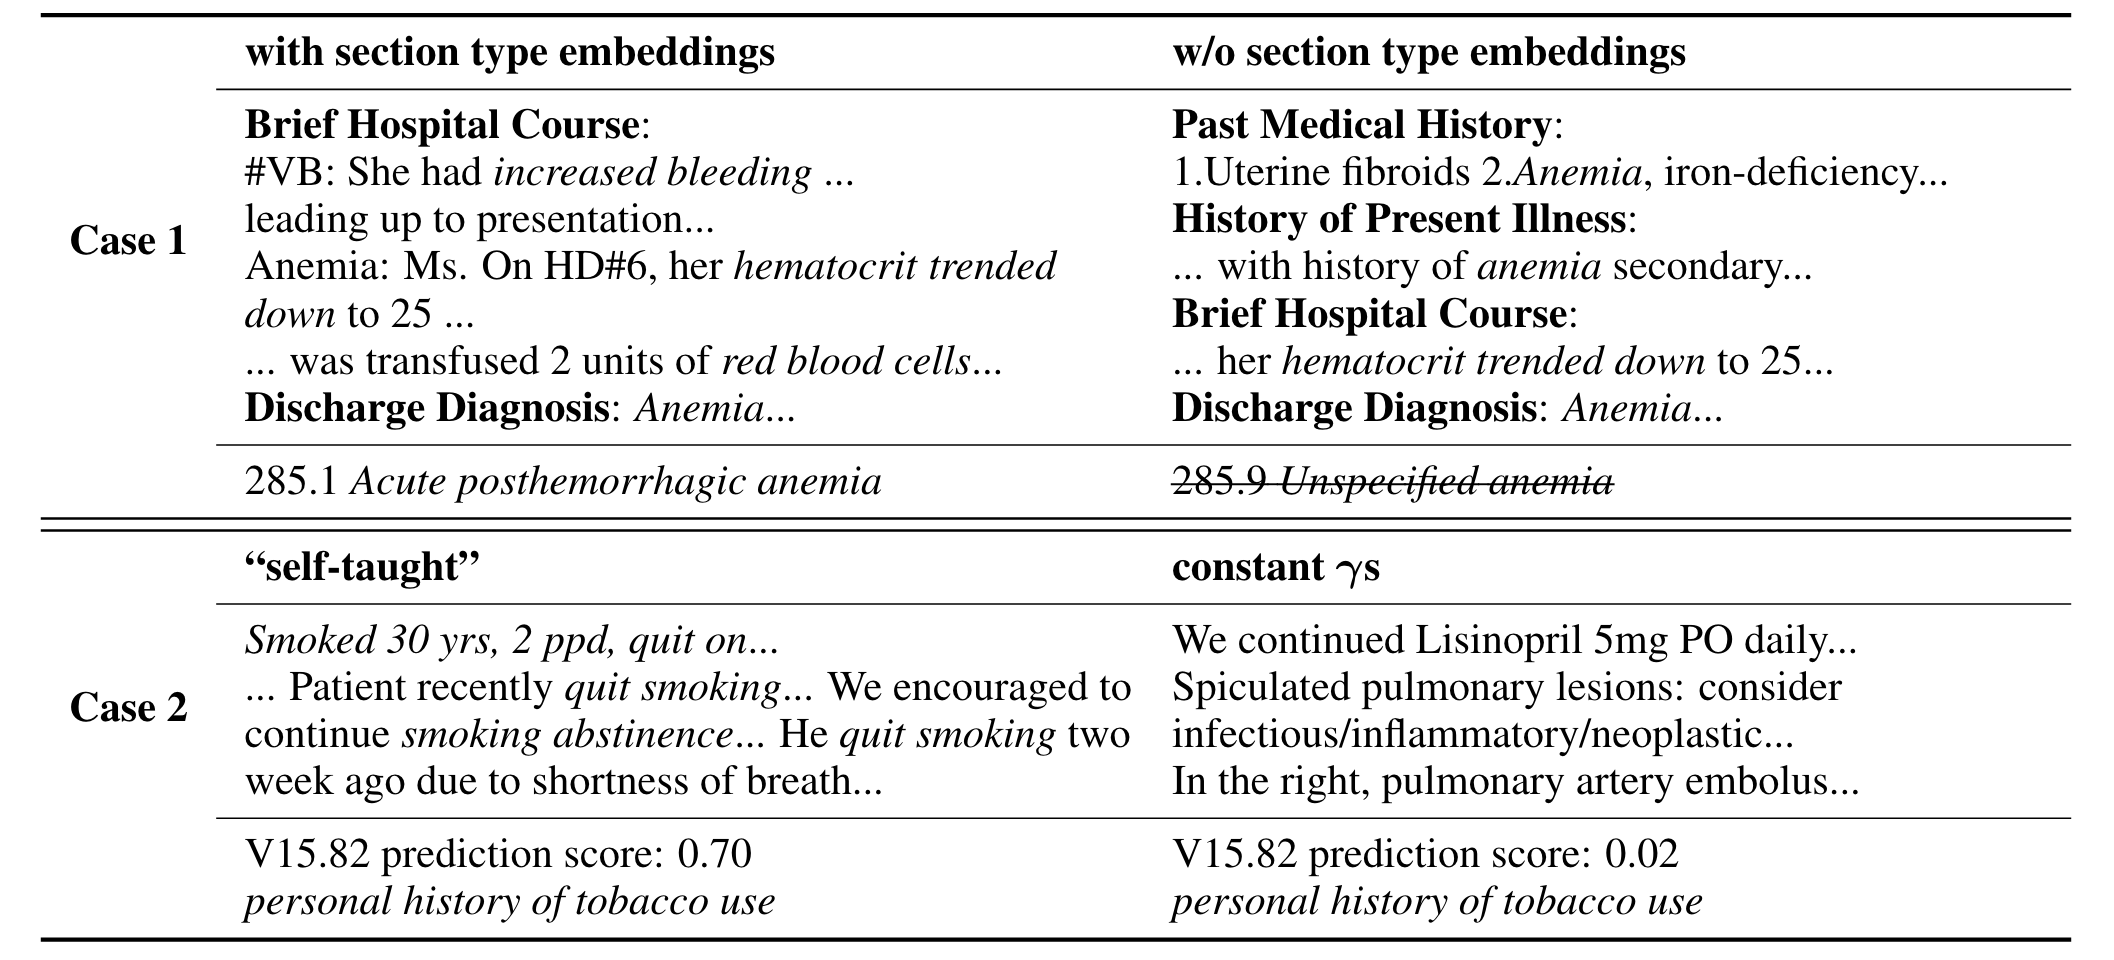 with section type embeddings
w/o section type embeddings
Case 1
Brief Hospital Course:
#VB: She had increased bleeding ...
leading up to presentation...
Anemia: Ms. On HD#6, her hematocrit trended
down to 25 ...
... was transfused 2 units of red blood cells...
Discharge Diagnosis: Anemia...
Past Medical History:
1.Uterine fibroids 2.Anemia, iron-deficiency...
History of Present Illness:
... with history of anemia secondary...
Brief Hospital Course:
... her hematocrit trended down to 25...
Discharge Diagnosis: Anemia...
285.1 Acute posthemorrhagic anemia
285.9 Unspecified anemia
“self-taught”
constant γs
Case 2
Smoked 30 yrs, 2 ppd, quit on...
... Patient recently quit smoking... We encouraged to
continue smoking abstinence... He quit smoking two
week ago due to shortness of breath...
We continued Lisinopril 5mg PO daily...
Spiculated pulmonary lesions: consider
infectious/inflammatory/neoplastic...
In the right, pulmonary artery embolus...
V15.82 prediction score: 0.70
personal history of tobacco use
V15.82 prediction score: 0.02
personal history of tobacco use